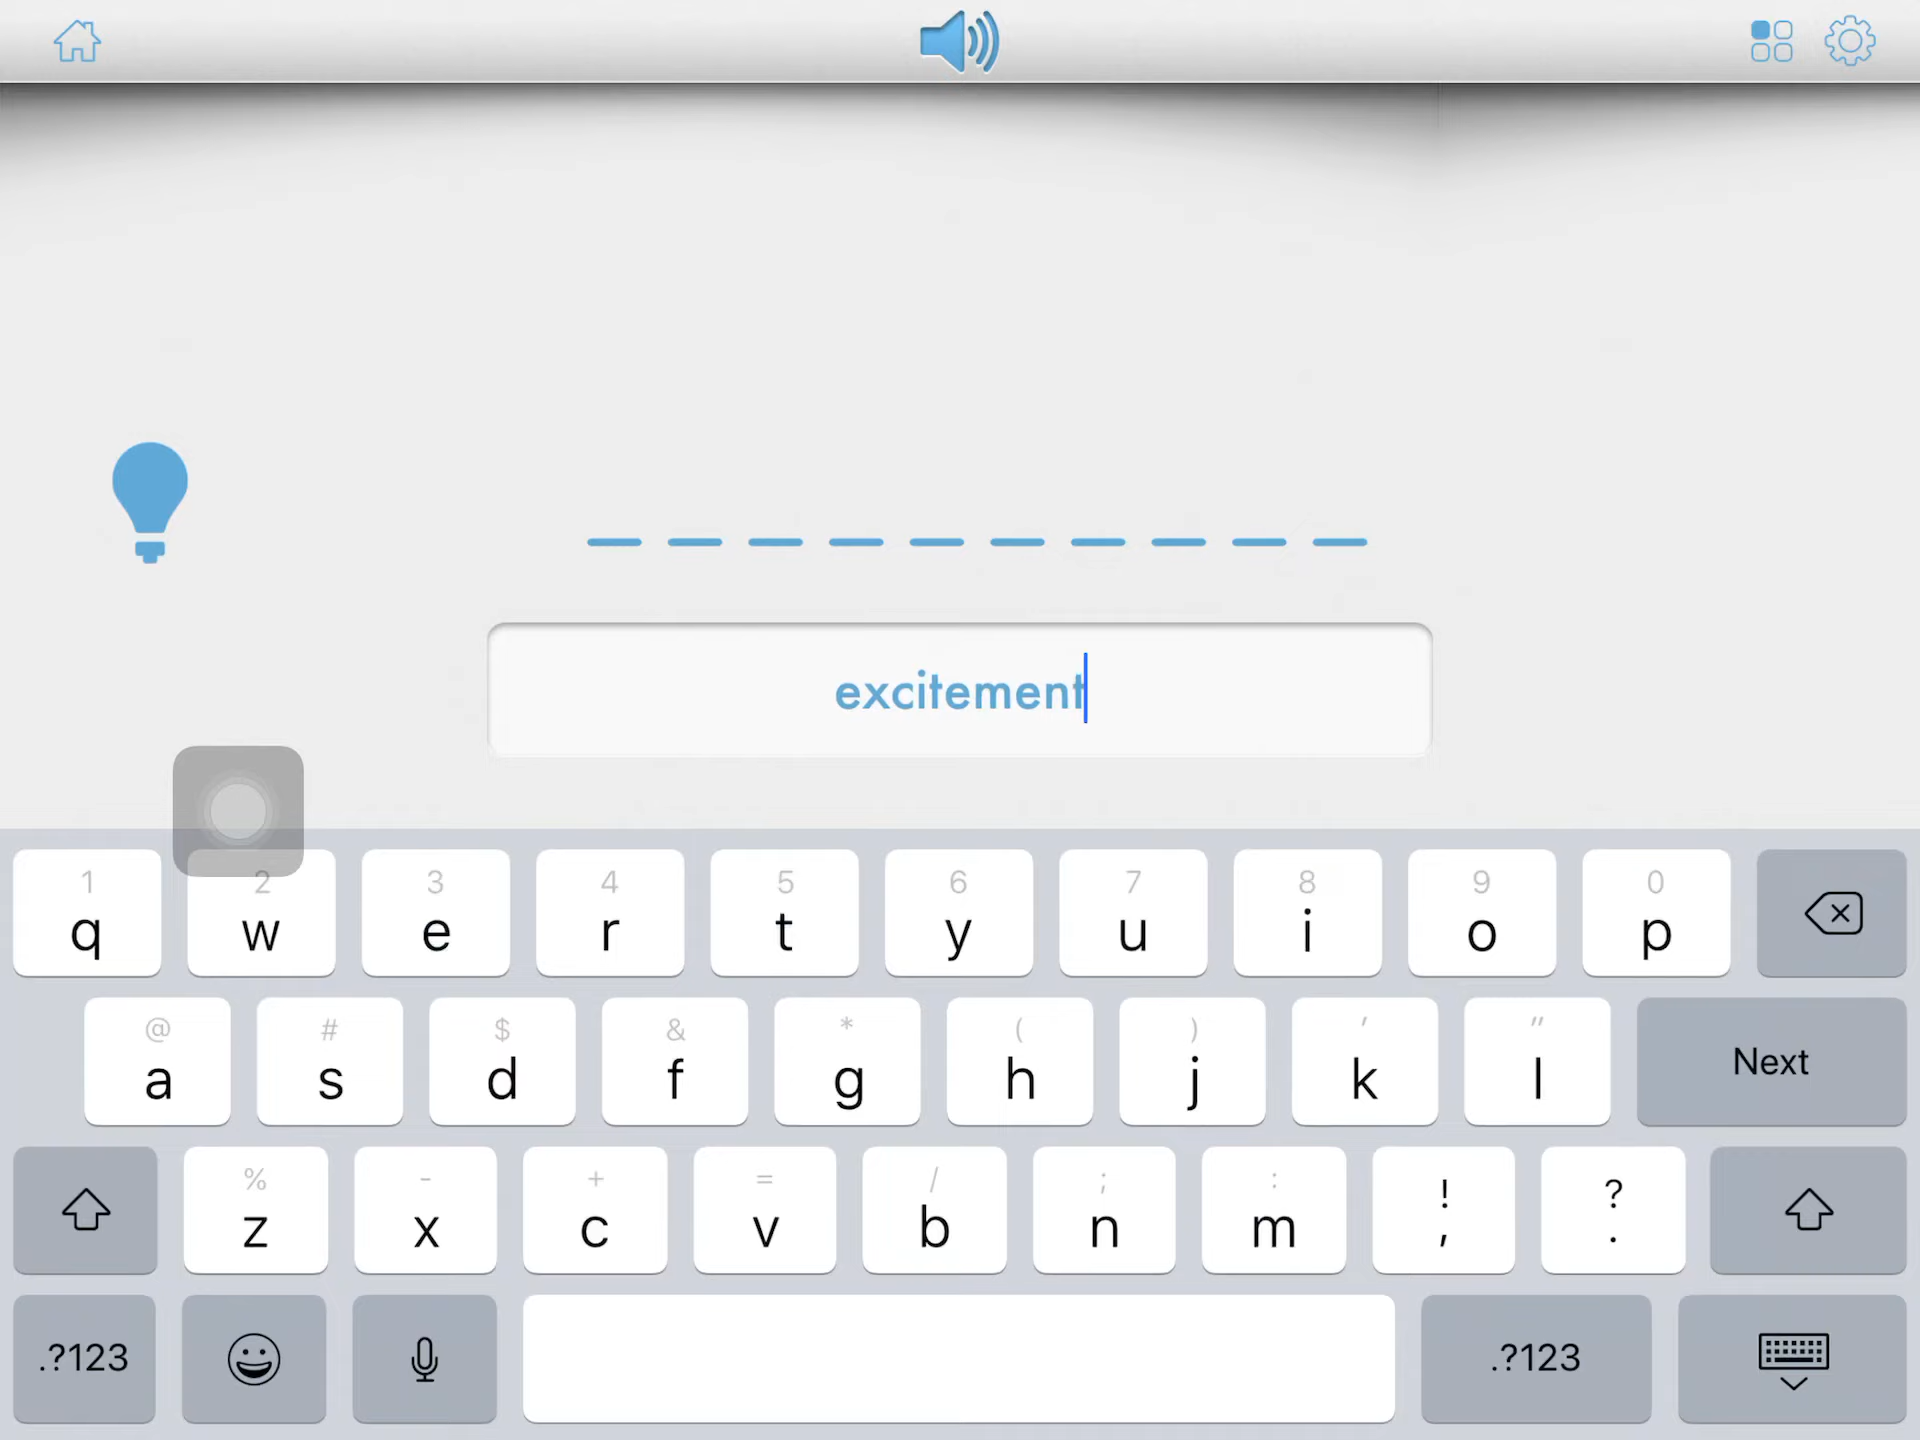 excitement
1 2 3 4 5 6 7 8 9 0
q w e r t y u i o p
@ # $ & * ( ) ' "
a s d f g h j k l Next
% - + = / ; : ! ?
z x c v b n m , .
.?123 .?123